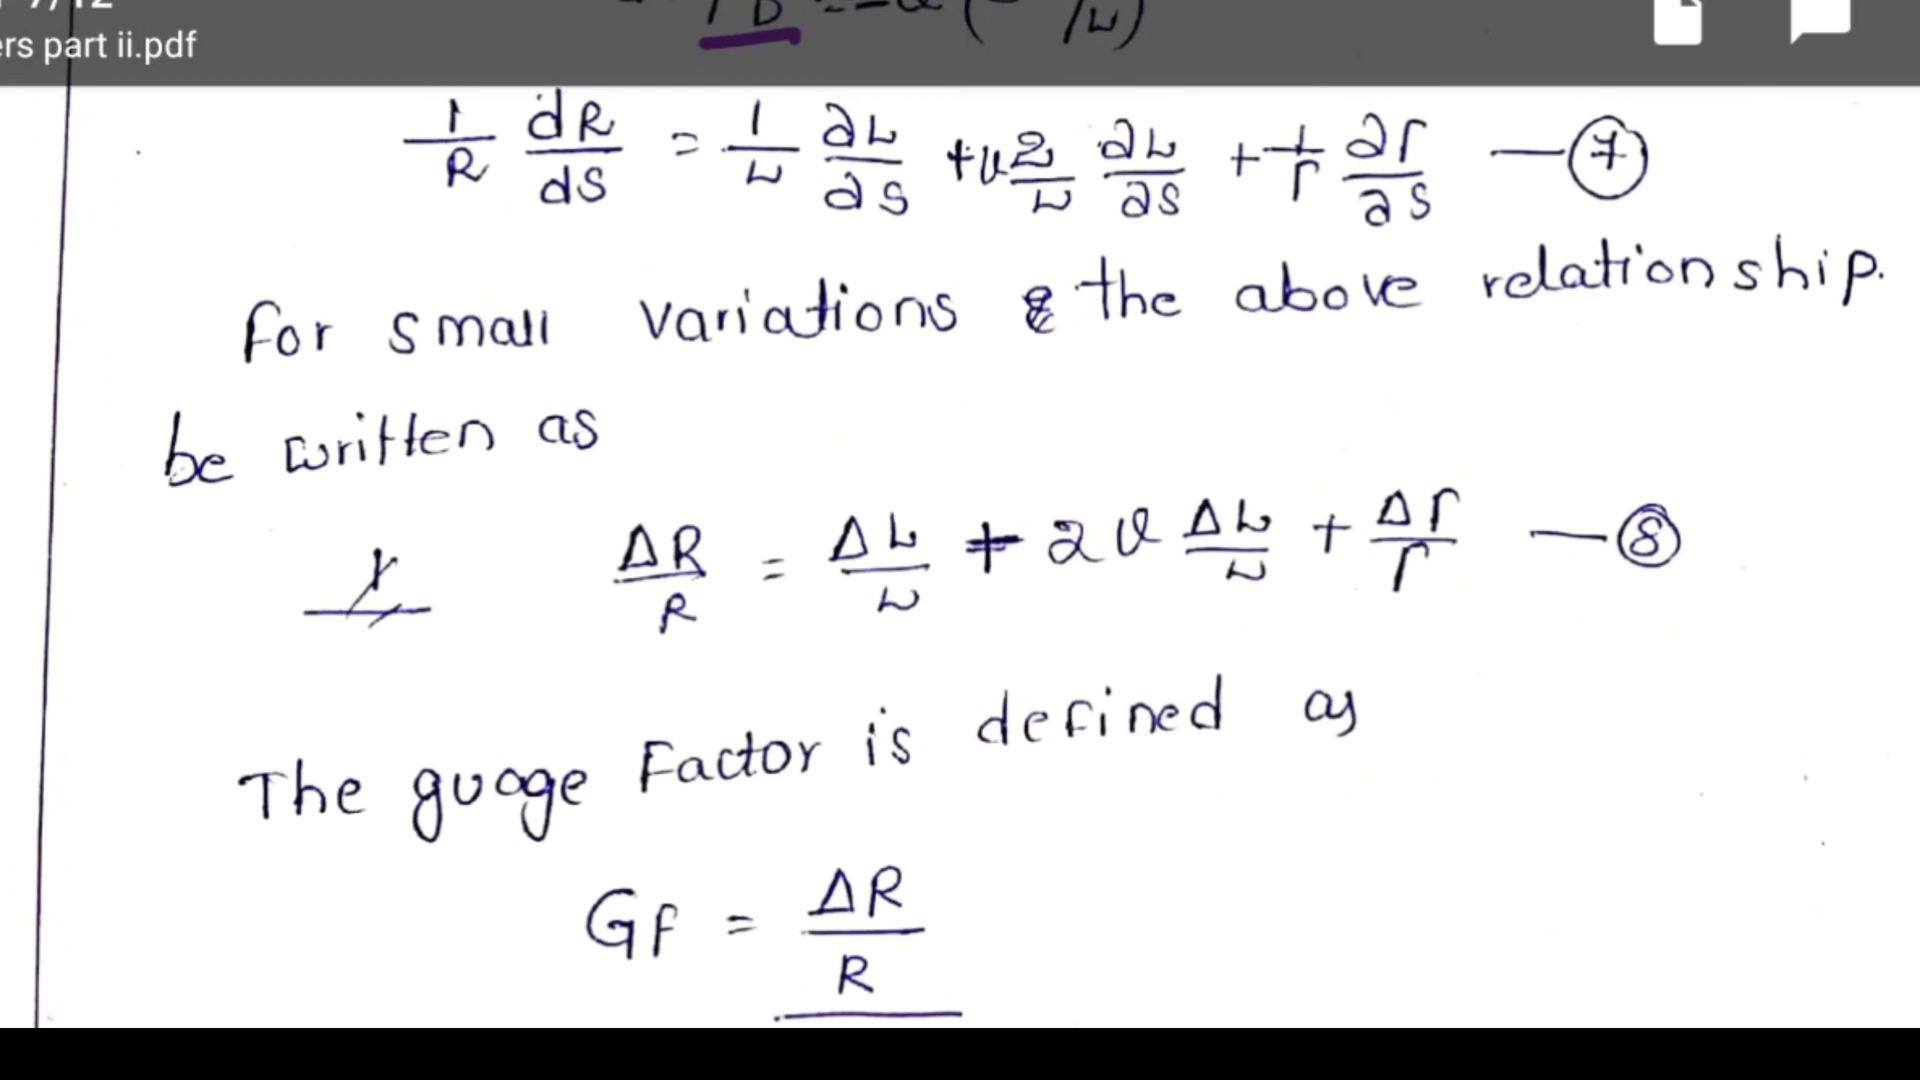 ers part ii.pdf
1/R dR/ds = 1/L ∂L/∂s + υ 2/L ∂L/∂s + 1/ρ ∂ρ/∂s — ⑦
For small variations the above relationship.
be written as
ΔR/R = ΔL/L + 2υ ΔL/L + Δρ/ρ — ⑧
The guage Factor is defined as
GF = ΔR/R